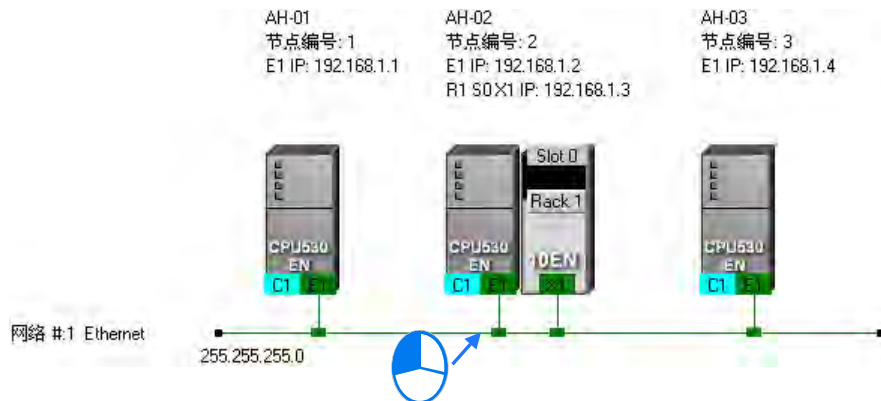 AH-01
节点编号: 1
E1 IP: 192.168.1.1
AH-02
节点编号: 2
E1 IP: 192.168.1.2
R1 S0 X1 IP: 192.168.1.3
AH-03
节点编号: 3
E1 IP: 192.168.1.4
CPU530
EN
C1 E1
Slot 0
Rack 1
CPU530
EN
C1 E1
10EN
X1
CPU530
EN
C1 E1
网络 #:1 Ethernet
255.255.255.0